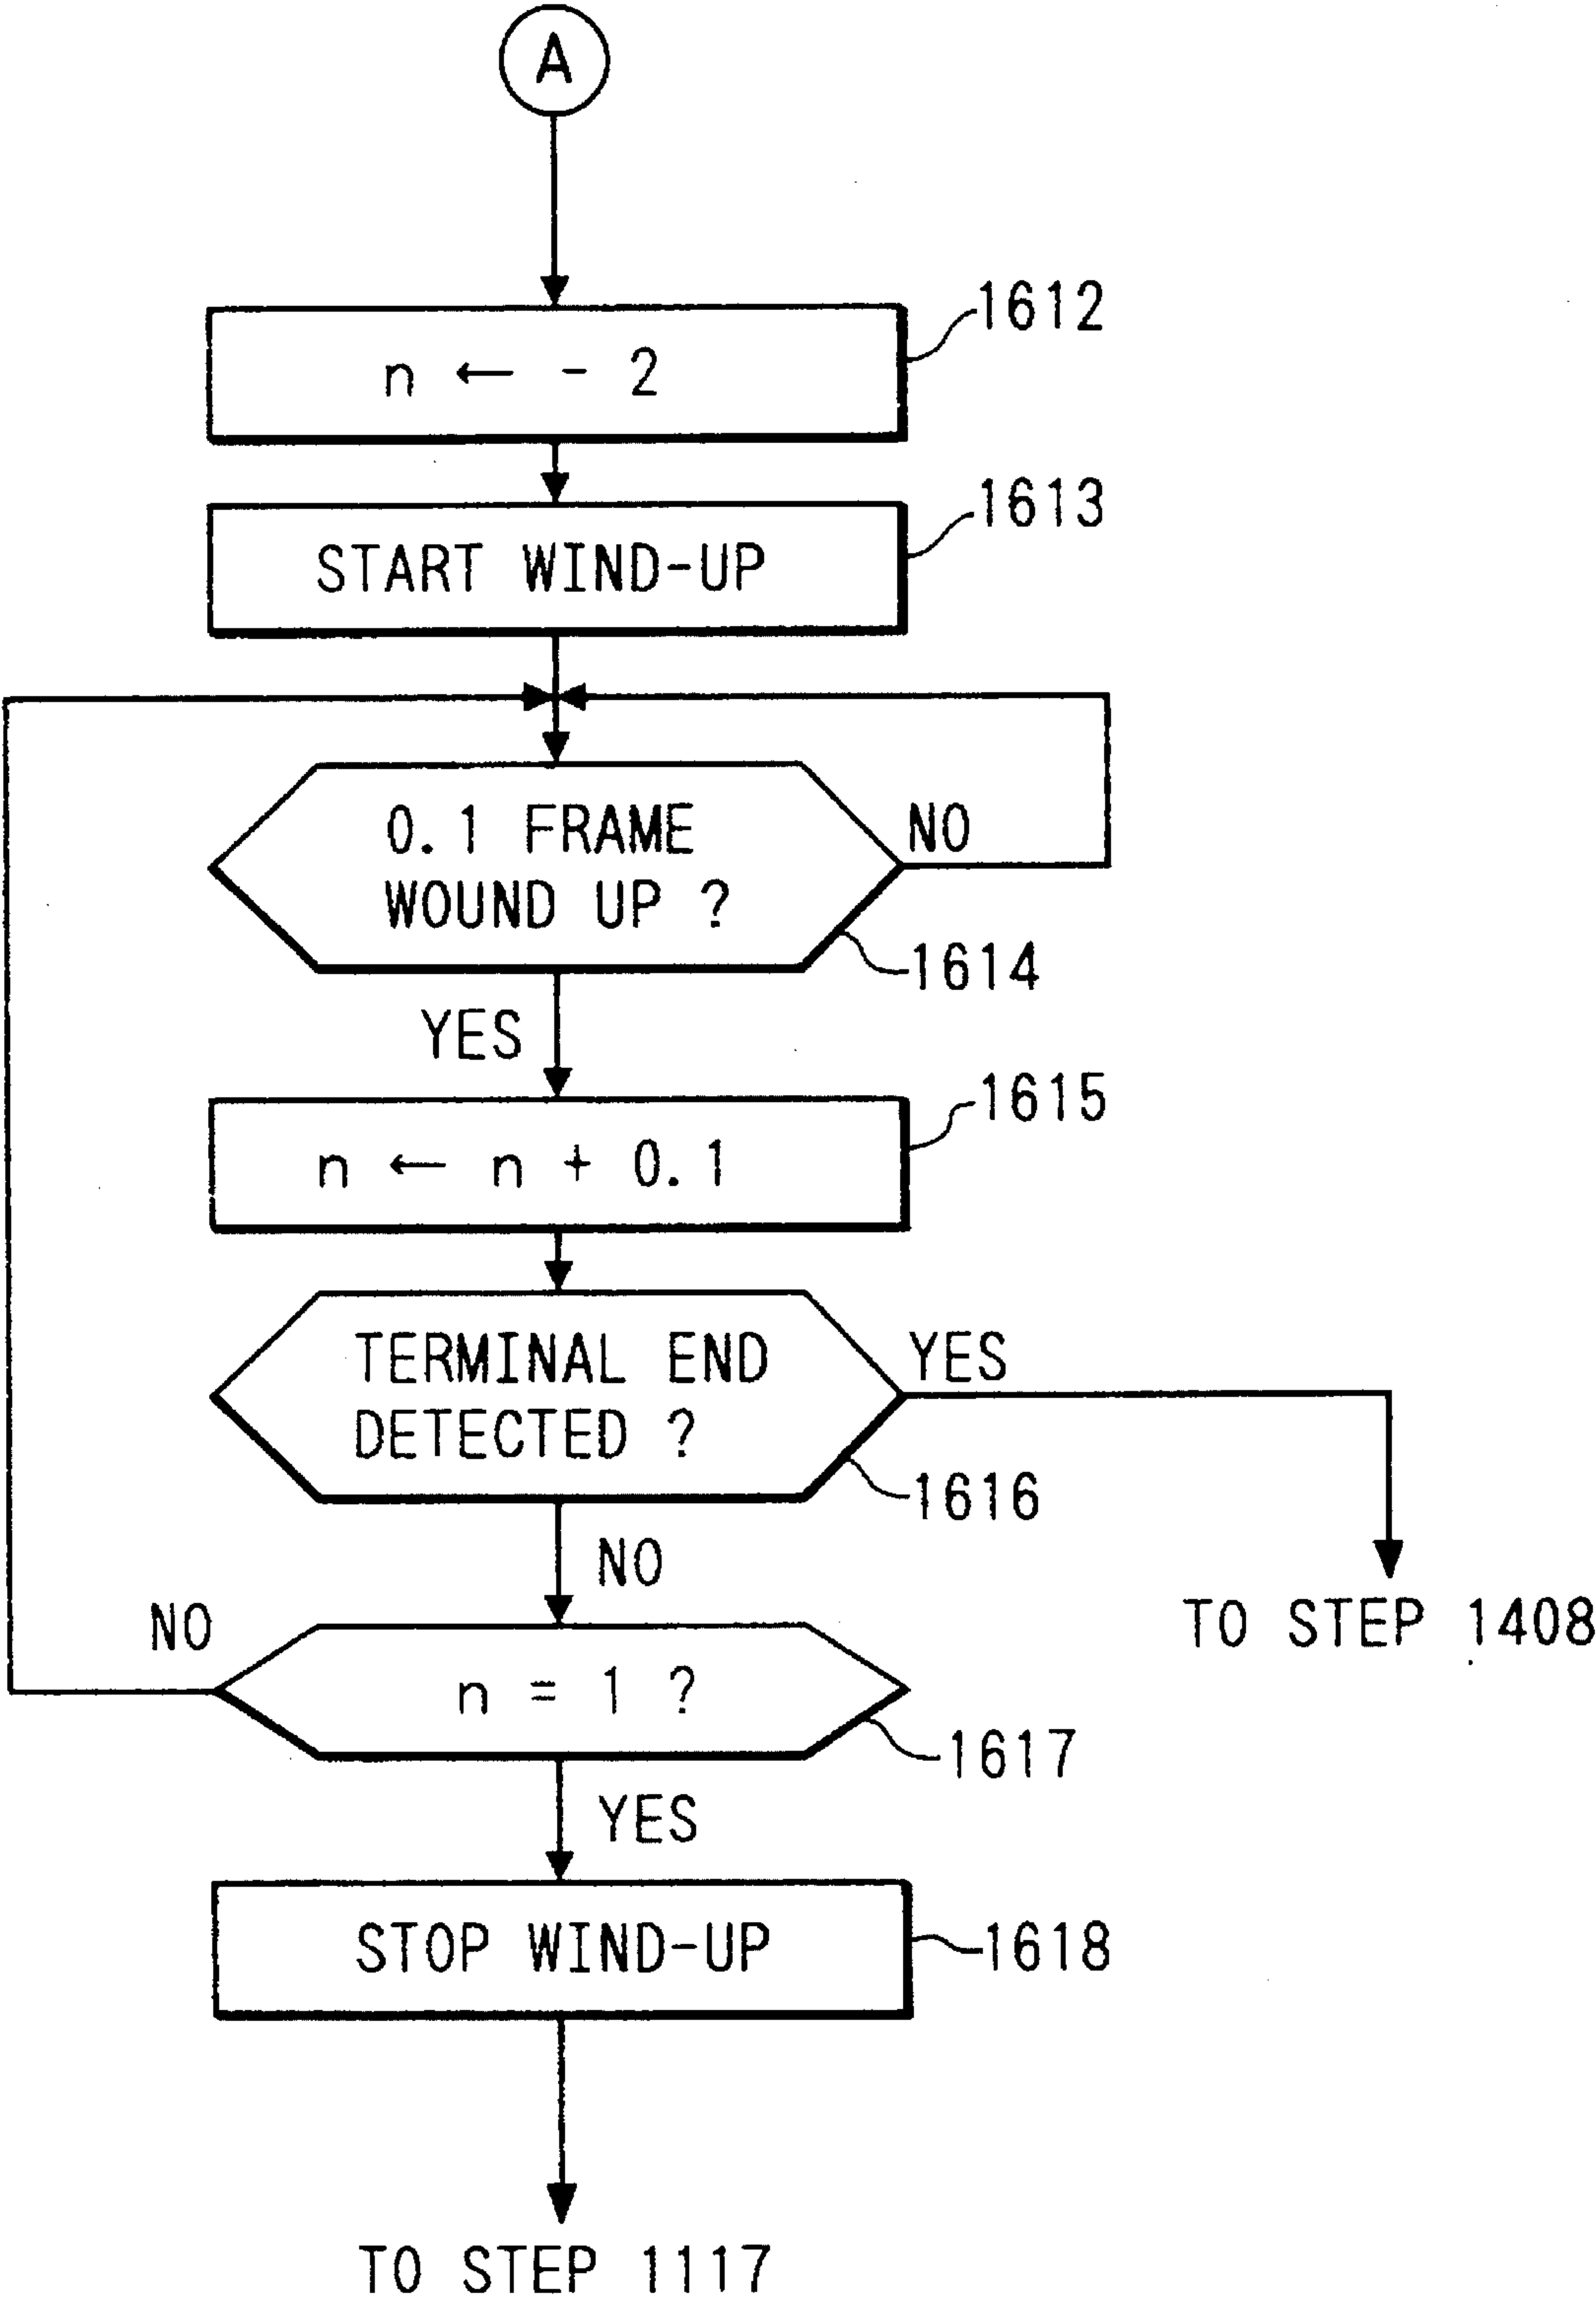 A
1612
n ← - 2
1613
START WIND-UP
0.1 FRAME
WOUND UP ?
NO
1614
YES
1615
n ← n + 0.1
TERMINAL END
DETECTED ?
YES
1616
NO
TO STEP 1408
NO
n = 1 ?
1617
YES
STOP WIND-UP
1618
TO STEP 1117